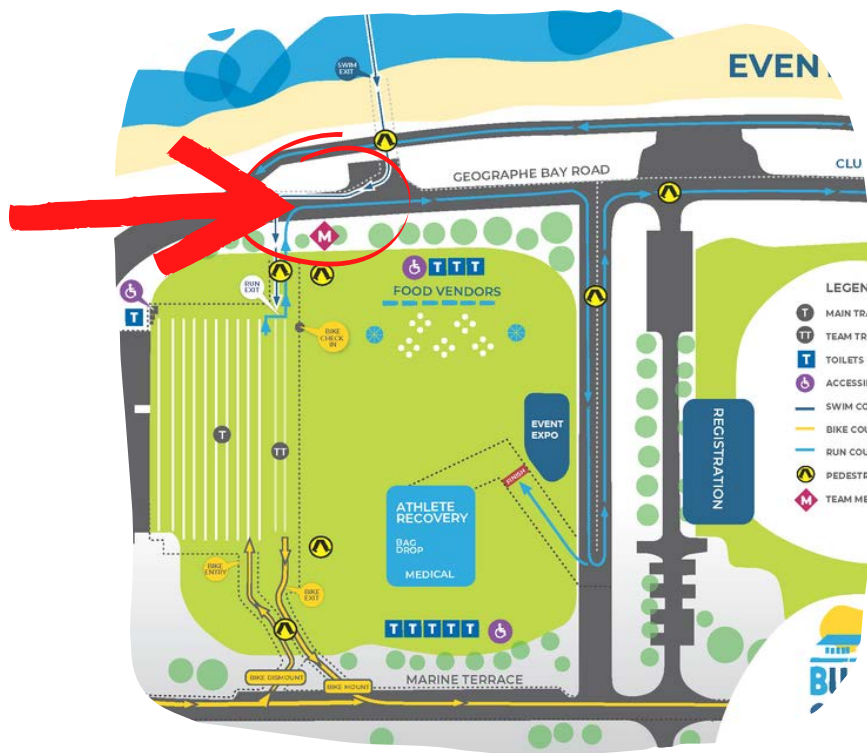 EVEN
SWIM
EXIT
GEOGRAPHE BAY ROAD
CLU
M
RUN
EXIT
T T T
FOOD VENDORS
T
BIKE
CHECK
IN
LEGEN
T MAIN TRA
TT TEAM TR
T TOILETS
ACCESSI
SWIM CO
BIKE COU
RUN COU
PEDESTR
M TEAM ME
EVENT
EXPO
REGISTRATION
T
TT
FINISH
ATHLETE
RECOVERY
BAG
DROP
MEDICAL
BIKE
ENTRY
BIKE
EXIT
T T T T T
BIKE DISMOUNT
BIKE MOUNT
MARINE TERRACE